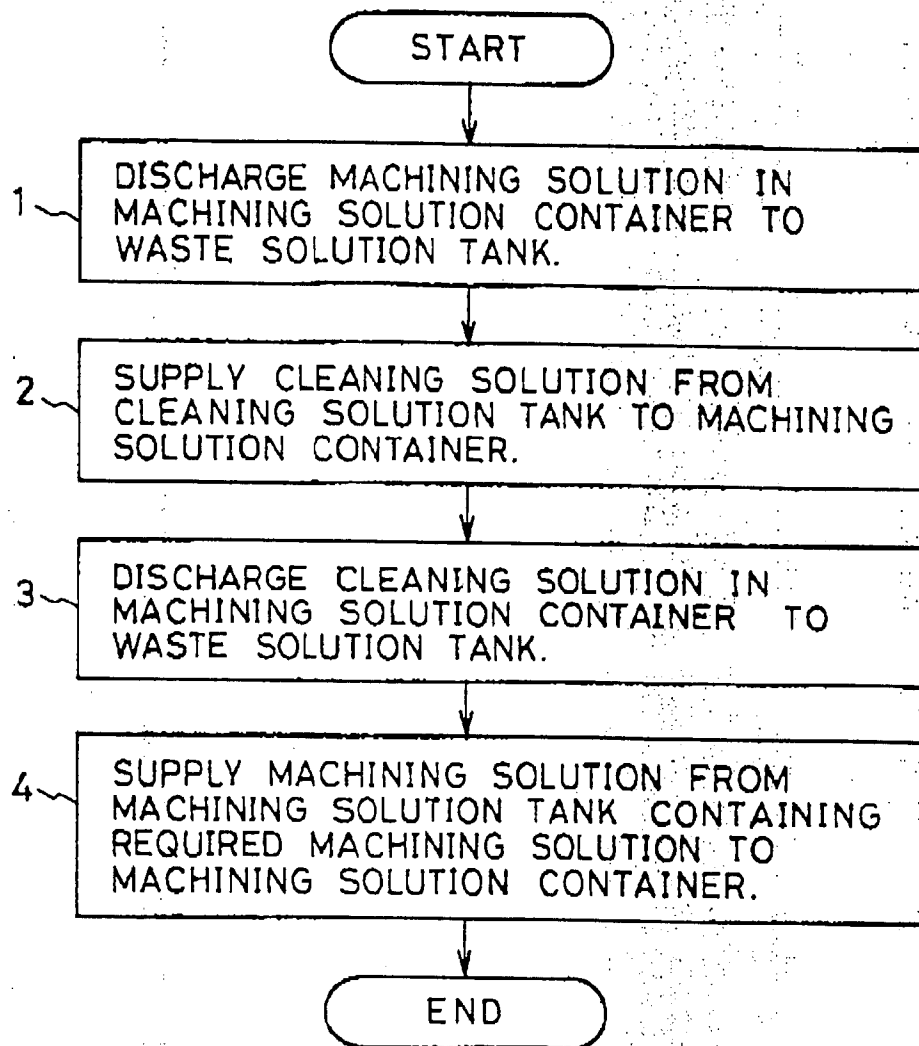 START
1
DISCHARGE MACHINING SOLUTION IN
MACHINING SOLUTION CONTAINER TO
WASTE SOLUTION TANK.
2
SUPPLY CLEANING SOLUTION FROM
CLEANING SOLUTION TANK TO MACHINING
SOLUTION CONTAINER.
3
DISCHARGE CLEANING SOLUTION IN
MACHINING SOLUTION CONTAINER TO
WASTE SOLUTION TANK.
4
SUPPLY MACHINING SOLUTION FROM
MACHINING SOLUTION TANK CONTAINING
REQUIRED MACHINING SOLUTION TO
MACHINING SOLUTION CONTAINER.
END